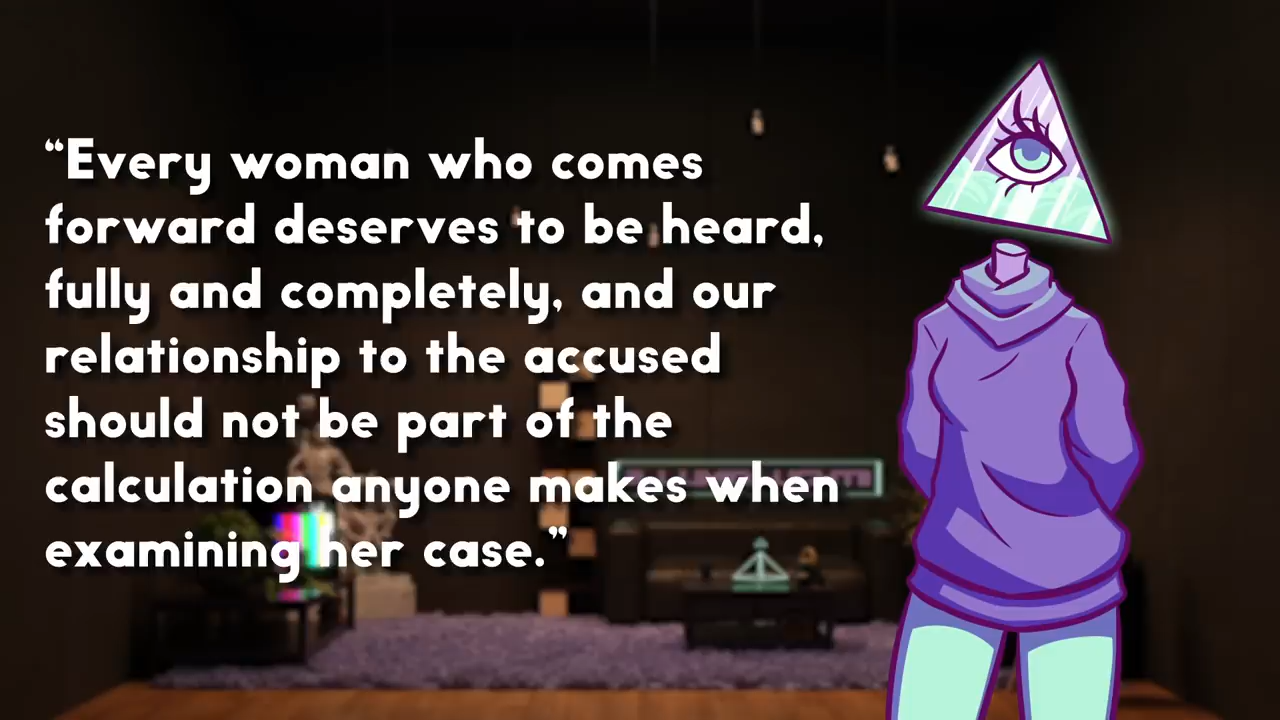 “Every woman who comes
forward deserves to be heard,
fully and completely, and our
relationship to the accused
should not be part of the
calculation anyone makes when
examining her case.”